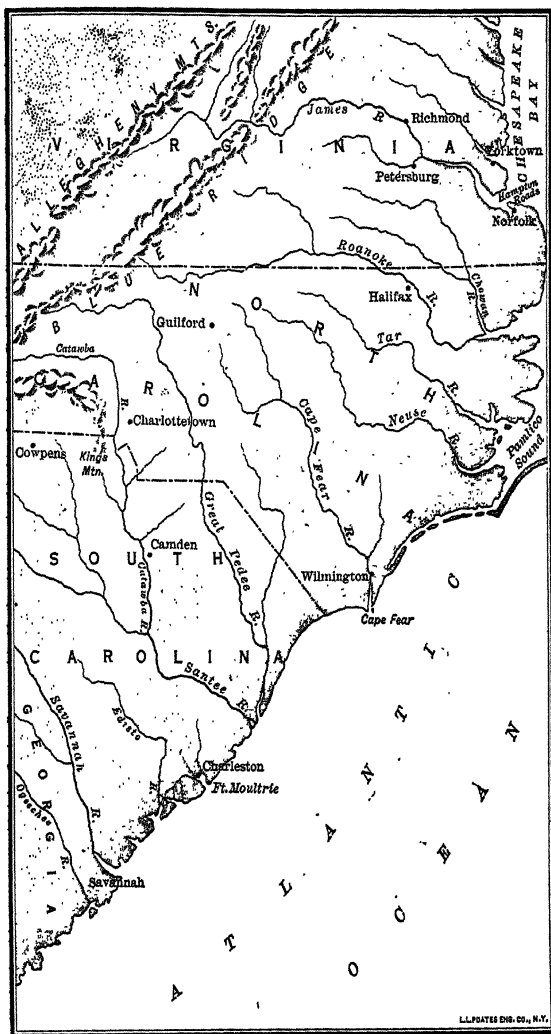 ALLEGHENY MTS.
BLUE RIDGE
CHESAPEAKE BAY
VIRGINIA
James R.
Richmond
Yorktown
Petersburg
Hampton Roads
Norfolk
Roanoke R.
Chowan R.
Halifax
NORTH
CAROLINA
Guilford
Tar R.
Catawba R.
Charlottetown
Cape Fear R.
Neuse R.
Pamlico Sound
Cowpens
Kings Mtn.
Great Pedee R.
Camden
SOUTH
CAROLINA
Catawba R.
Wilmington
Cape Fear
Santee R.
Savannah R.
Edisto R.
GEORGIA
Ogeechee R.
Charleston
Ft. Moultrie
Savannah
ATLANTIC
OCEAN
L.L.POATES ENG. CO., N.Y.